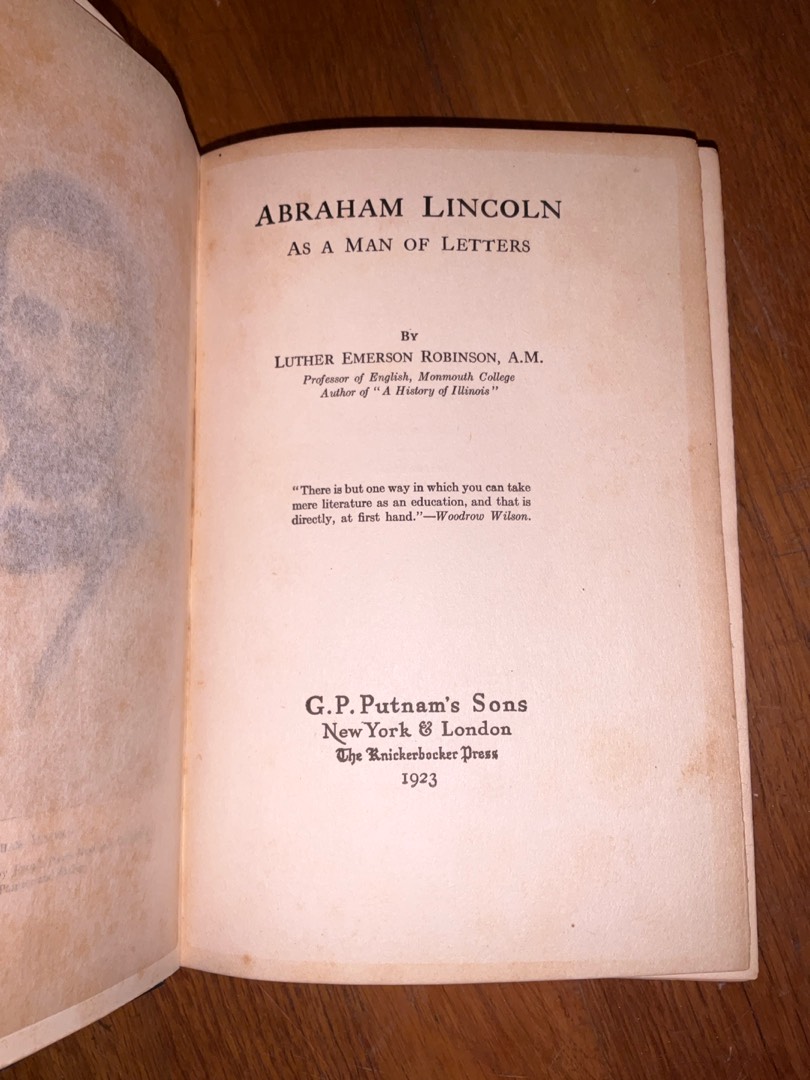 ABRAHAM LINCOLN
AS A MAN OF LETTERS
BY
LUTHER EMERSON ROBINSON, A.M.
Professor of English, Monmouth College
Author of "A History of Illinois"
"There is but one way in which you can take
mere literature as an education, and that is
directly, at first hand."—Woodrow Wilson.
G. P. Putnam's Sons
New York & London
The Knickerbocker Press
1923